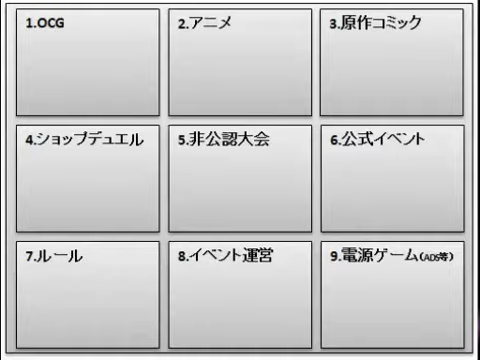 1.OCG
2.アニメ
3.原作コミック
4.ショップデュエル
5.非公認大会
6.公式イベント
7.ルール
8.イベント運営
9.電源ゲーム(ADS等)